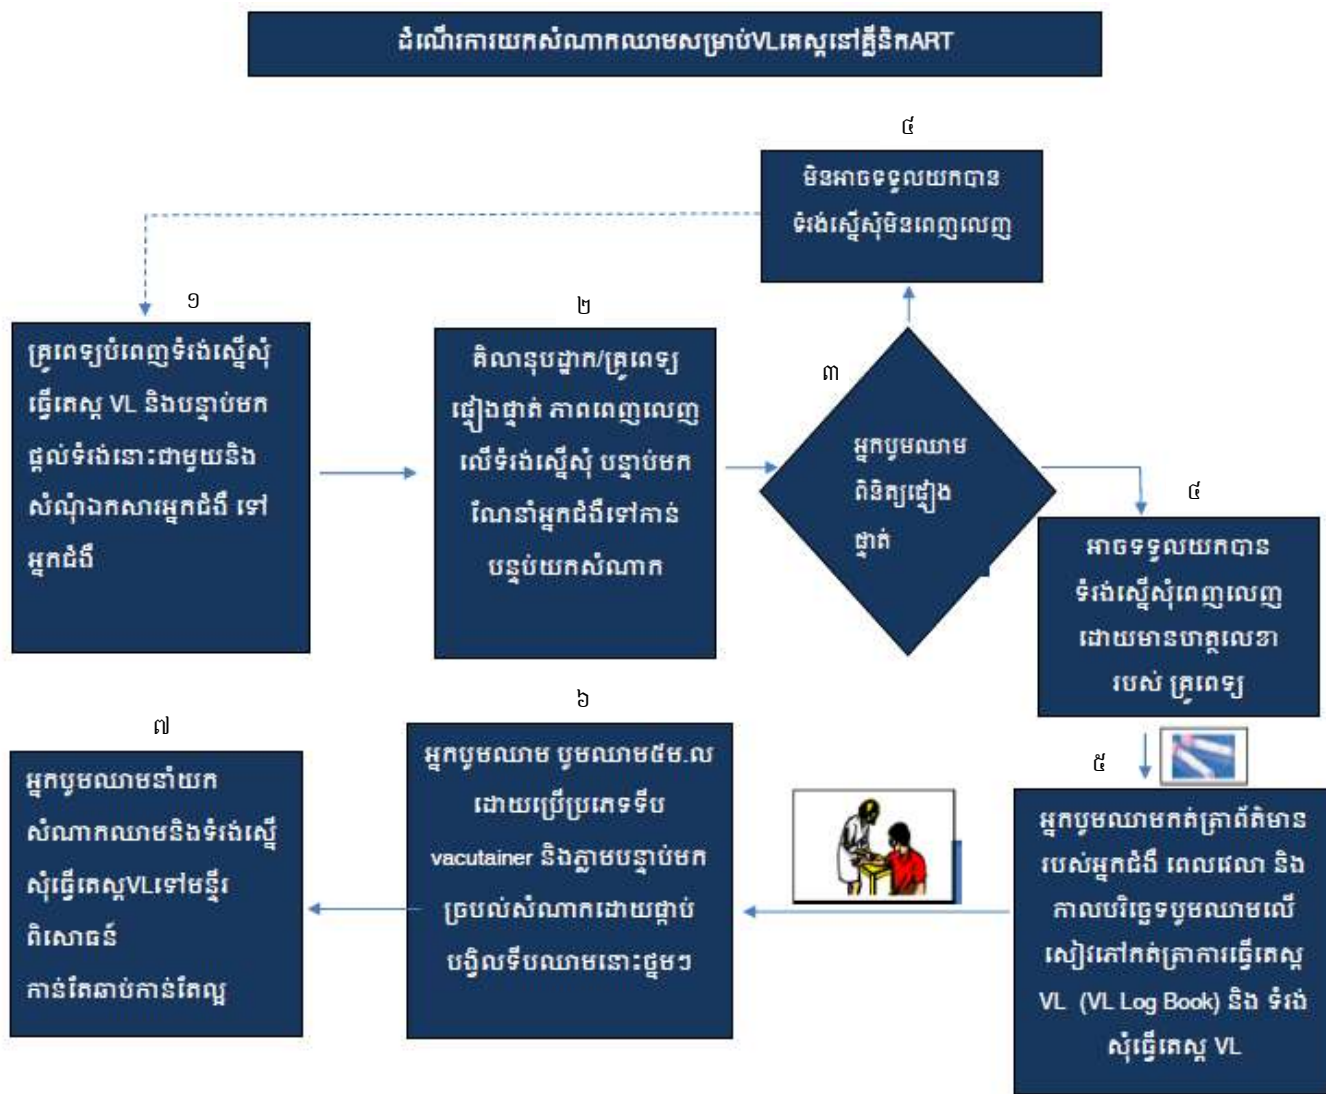 ដំណើរការយកសំណាកឈាមសម្រាប់VLតេស្តនៅគ្លីនិកART
៤
មិនអាចទទួលយកបាន
ទំរង់ស្នើសុំមិនពេញលេញ
១
គ្រូពេទ្យបំពេញទំរង់ស្នើសុំ
ធ្វើតេស្ត VL និងបន្ទាប់មក
ផ្តល់ទំរង់នោះជាមួយនិង
សំណុំឯកសារអ្នកជំងឺ ទៅ
អ្នកជំងឺ
២
គិលានុបដ្ឋាក/គ្រូពេទ្យ
ផ្ទៀងផ្ទាត់ ភាពពេញលេញ
លើទំរង់ស្នើសុំ បន្ទាប់មក
ណែនាំអ្នកជំងឺទៅកាន់
បន្ទប់យកសំណាក
៣
អ្នកបូមឈាម
ពិនិត្យផ្ទៀង
ផ្ទាត់
៤
អាចទទួលយកបាន
ទំរង់ស្នើសុំពេញលេញ
ដោយមានហត្ថលេខា
របស់ គ្រូពេទ្យ
៥
អ្នកបូមឈាមកត់ត្រាព័ត៌មាន
របស់អ្នកជំងឺ ពេលវេលា និង
កាលបរិច្ឆេទបូមឈាមលើ
សៀវភៅកត់ត្រាការធ្វើតេស្ត
VL (VL Log Book) និង ទំរង់
សុំធ្វើតេស្ត VL
៦
អ្នកបូមឈាម បូមឈាម៥ម.ល
ដោយប្រើប្រភេទទីប
vacutainer និងភ្លាមបន្ទាប់មក
ច្របល់សំណាកដោយផ្កាប់
បង្វិលទីបឈាមនោះថ្នមៗ
៧
អ្នកបូមឈាមនាំយក
សំណាកឈាមនិងទំរង់ស្នើ
សុំធ្វើតេស្តVLទៅមន្ទីរ
ពិសោធន៍
កាន់តែឆាប់កាន់តែល្អ